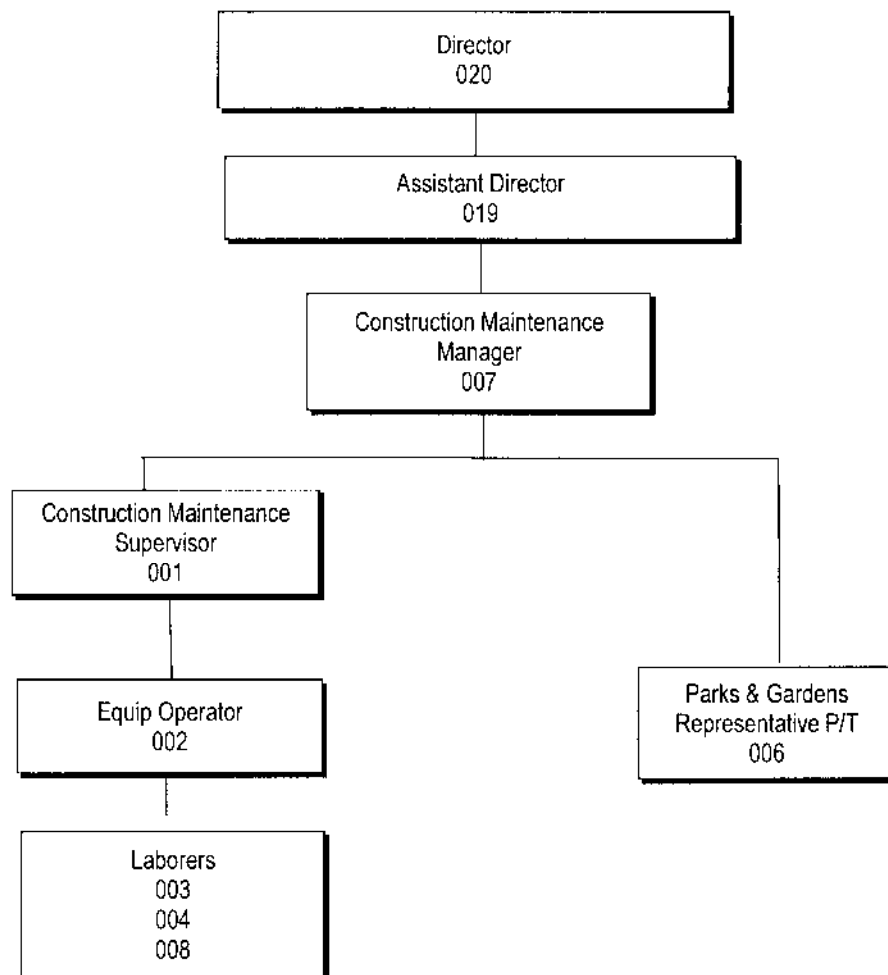 Director
020
Assistant Director
019
Construction Maintenance
Manager
007
Construction Maintenance
Supervisor
001
Equip Operator
002
Parks & Gardens
Representative P/T
006
Laborers
003
004
008